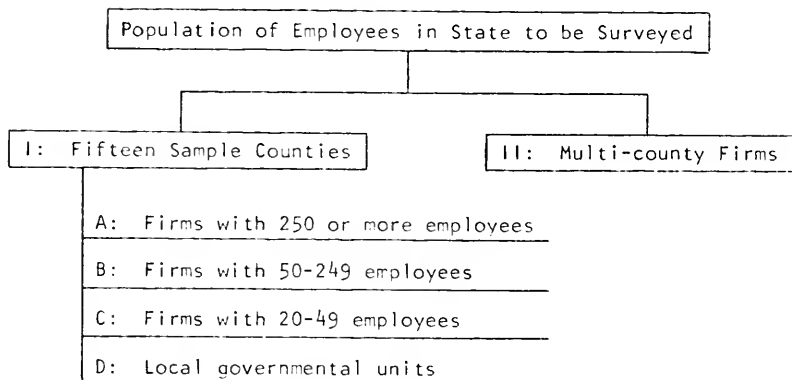 Population of Employees in State to be Surveyed
I: Fifteen Sample Counties
II: Multi-county Firms
A: Firms with 250 or more employees
B: Firms with 50-249 employees
C: Firms with 20-49 employees
D: Local governmental units